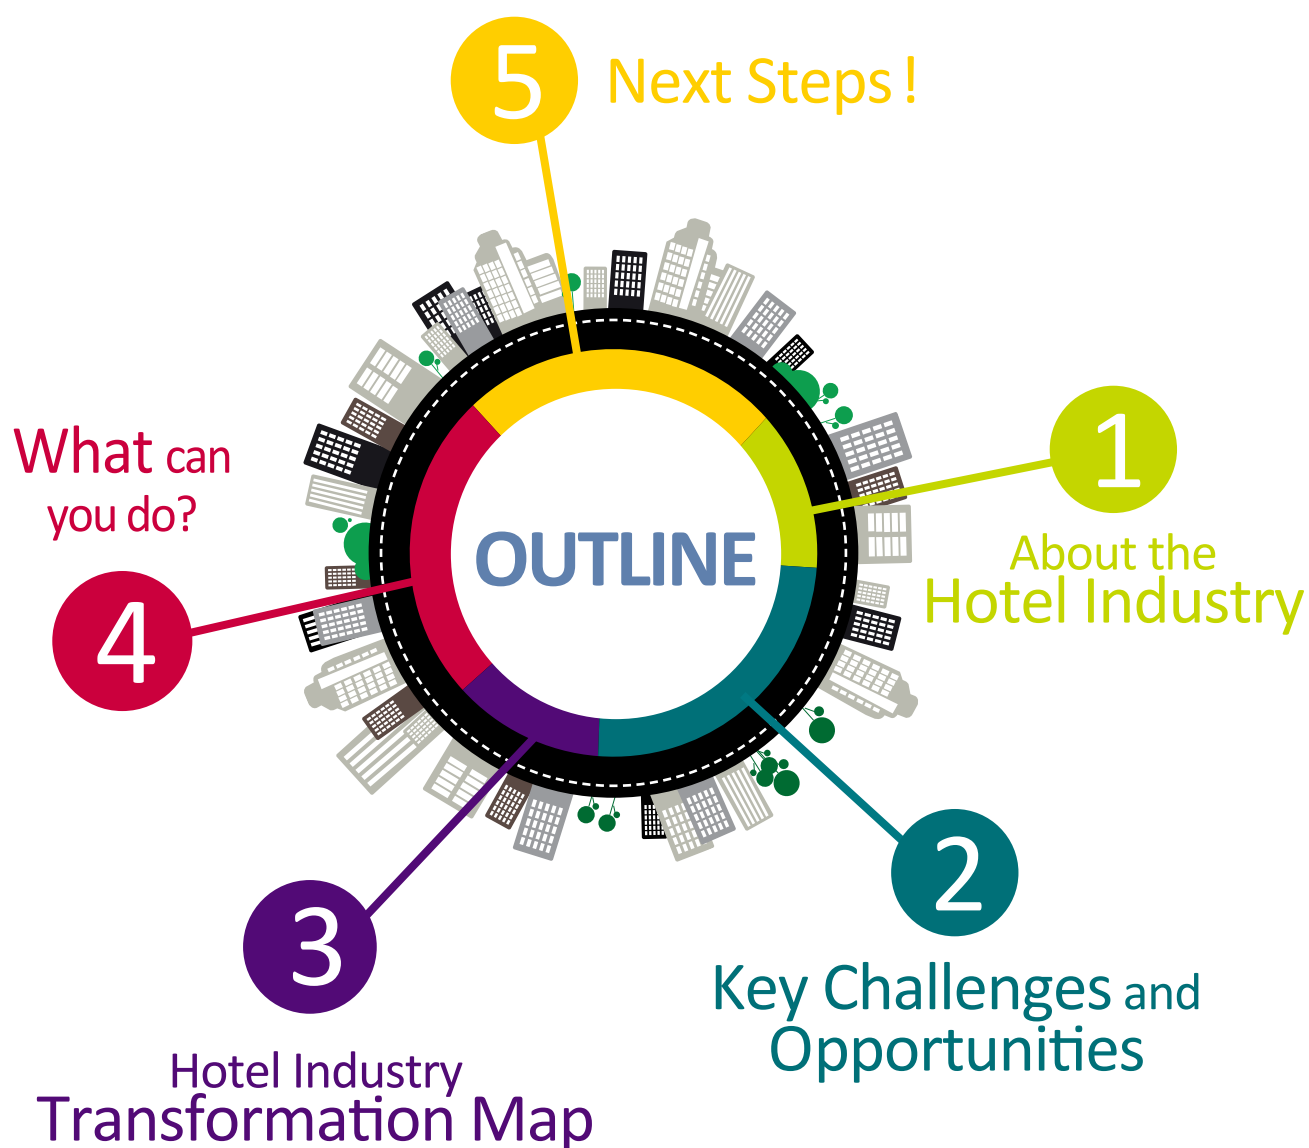 OUTLINE
1
About the
Hotel Industry
2
Key Challenges and
Opportunities
3
Hotel Industry
Transformation Map
4
What can
you do?
5
Next Steps !